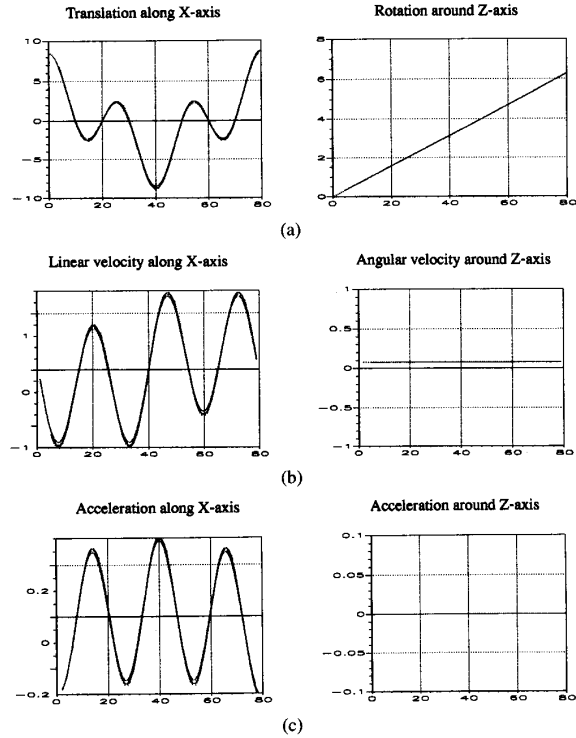 Translation along X-axis
10
5
0
−5
−10
0 20 40 60 80
Rotation around Z-axis
8
6
4
2
0
0 20 40 60 80
(a)
Linear velocity along X-axis
1
0
−1
0 20 40 60 80
Angular velocity around Z-axis
1
0.5
0
−0.5
−1
0 20 40 60 80
(b)
Acceleration along X-axis
0.2
0
−0.2
0 20 40 60 80
Acceleration around Z-axis
0.1
0.05
0
−0.05
−0.1
0 20 40 60 80
(c)